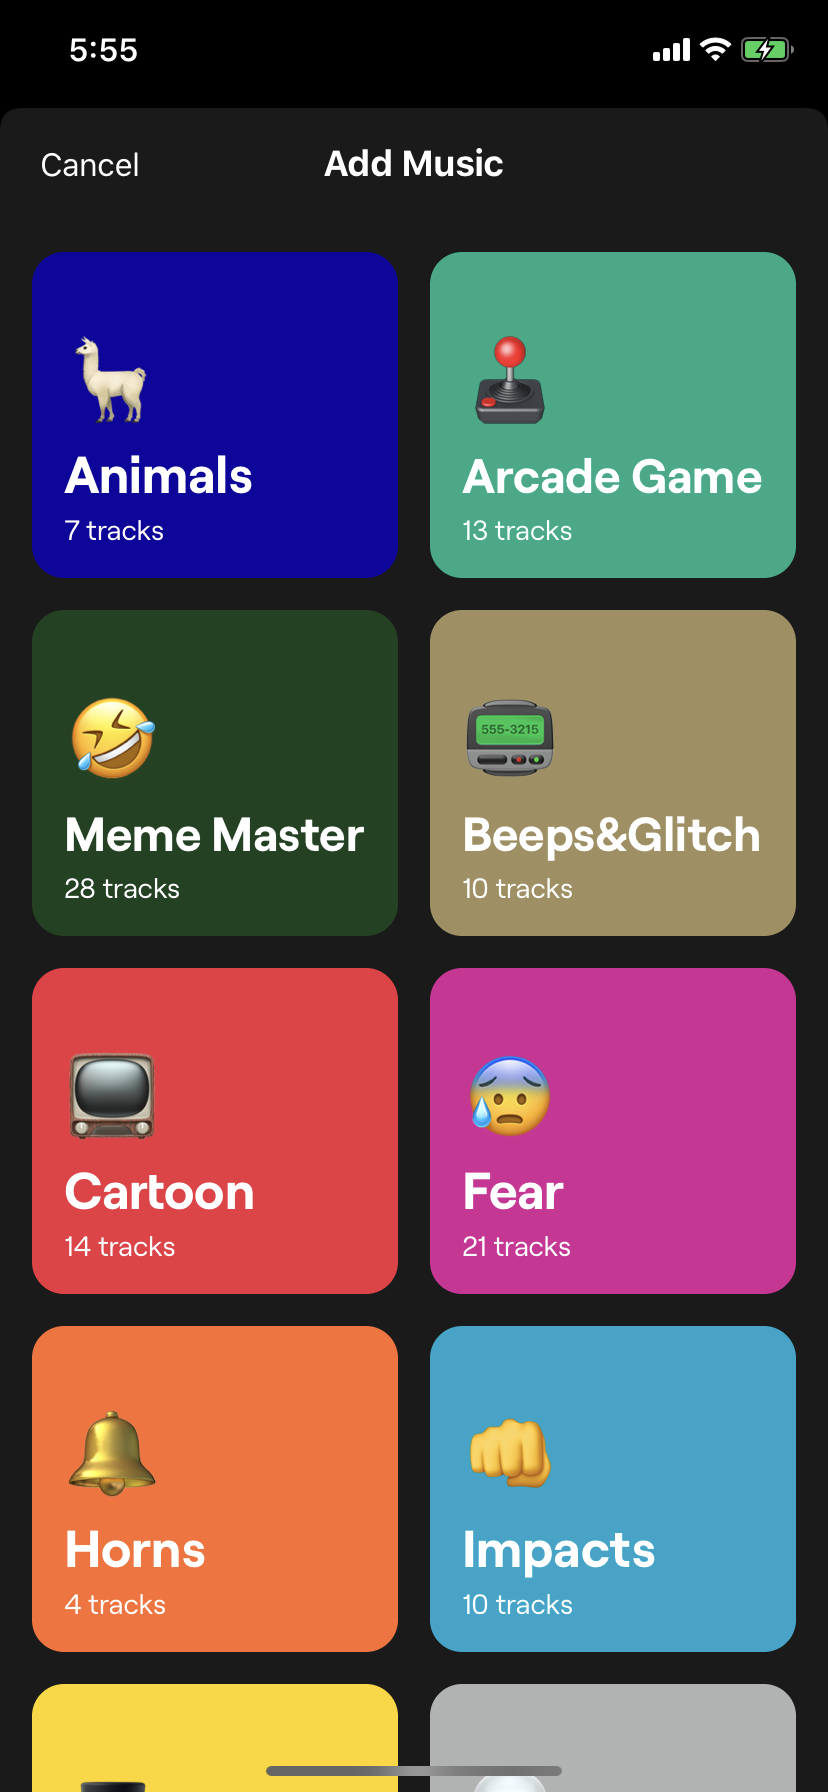 5:55
Cancel
Add Music
Animals
7 tracks
Arcade Game
13 tracks
Meme Master
28 tracks
555-3215
Beeps&Glitch
10 tracks
Cartoon
14 tracks
Fear
21 tracks
Horns
4 tracks
Impacts
10 tracks